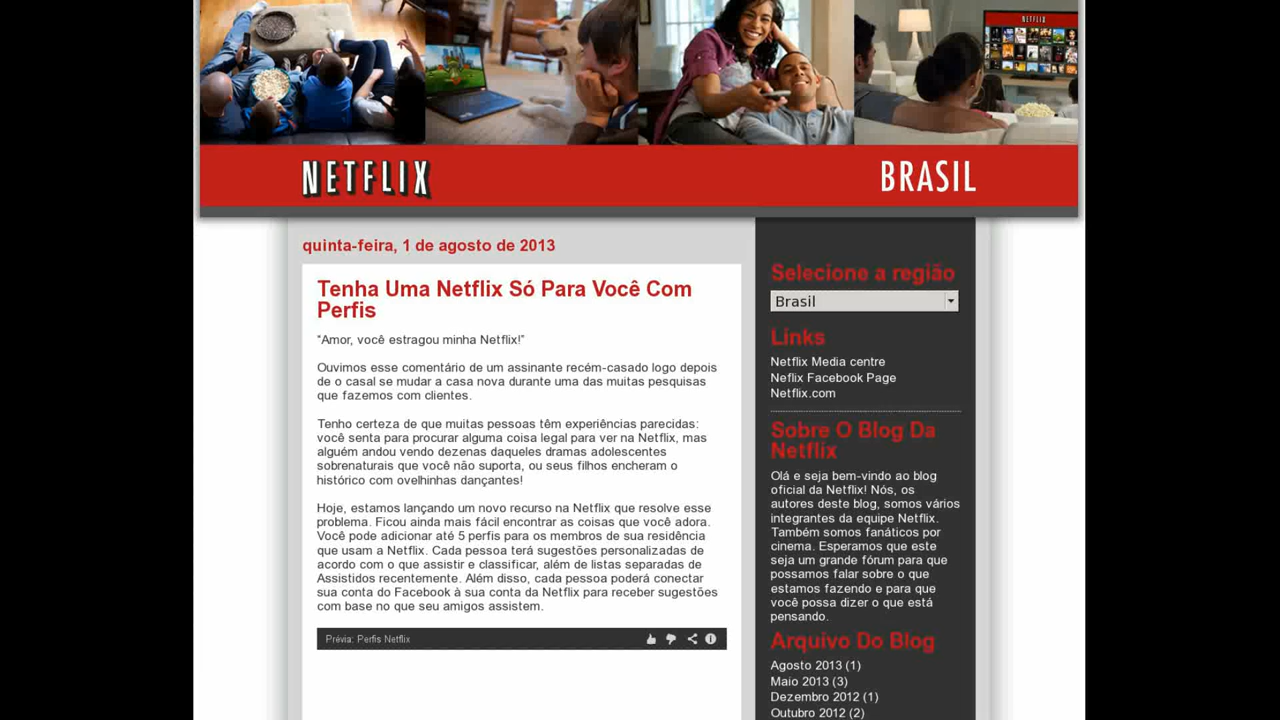 NETFLIX
NETFLIX
BRASIL
quinta-feira, 1 de agosto de 2013
Tenha Uma Netflix Só Para Você Com
Perfis
"Amor, você estragou minha Netflix!"
Ouvimos esse comentário de um assinante recém-casado logo depois
de o casal se mudar a casa nova durante uma das muitas pesquisas
que fazemos com clientes.
Tenho certeza de que muitas pessoas têm experiências parecidas:
você senta para procurar alguma coisa legal para ver na Netflix, mas
alguém andou vendo dezenas daqueles dramas adolescentes
sobrenaturais que você não suporta, ou seus filhos encheram o
histórico com ovelhinhas dançantes!
Hoje, estamos lançando um novo recurso na Netflix que resolve esse
problema. Ficou ainda mais fácil encontrar as coisas que você adora.
Você pode adicionar até 5 perfis para os membros de sua residência
que usam a Netflix. Cada pessoa terá sugestões personalizadas de
acordo com o que assistir e classificar, além de listas separadas de
Assistidos recentemente. Além disso, cada pessoa poderá conectar
sua conta do Facebook à sua conta da Netflix para receber sugestões
com base no que seu amigos assistem.
Prévia: Perfis Netflix
Selecione a região
Brasil
Links
Netflix Media centre
Neflix Facebook Page
Netflix.com
Sobre O Blog Da
Netflix
Olá e seja bem-vindo ao blog
oficial da Netflix! Nós, os
autores deste blog, somos vários
integrantes da equipe Netflix.
Também somos fanáticos por
cinema. Esperamos que este
seja um grande fórum para que
possamos falar sobre o que
estamos fazendo e para que
você possa dizer o que está
pensando.
Arquivo Do Blog
Agosto 2013 (1)
Maio 2013 (3)
Dezembro 2012 (1)
Outubro 2012 (2)